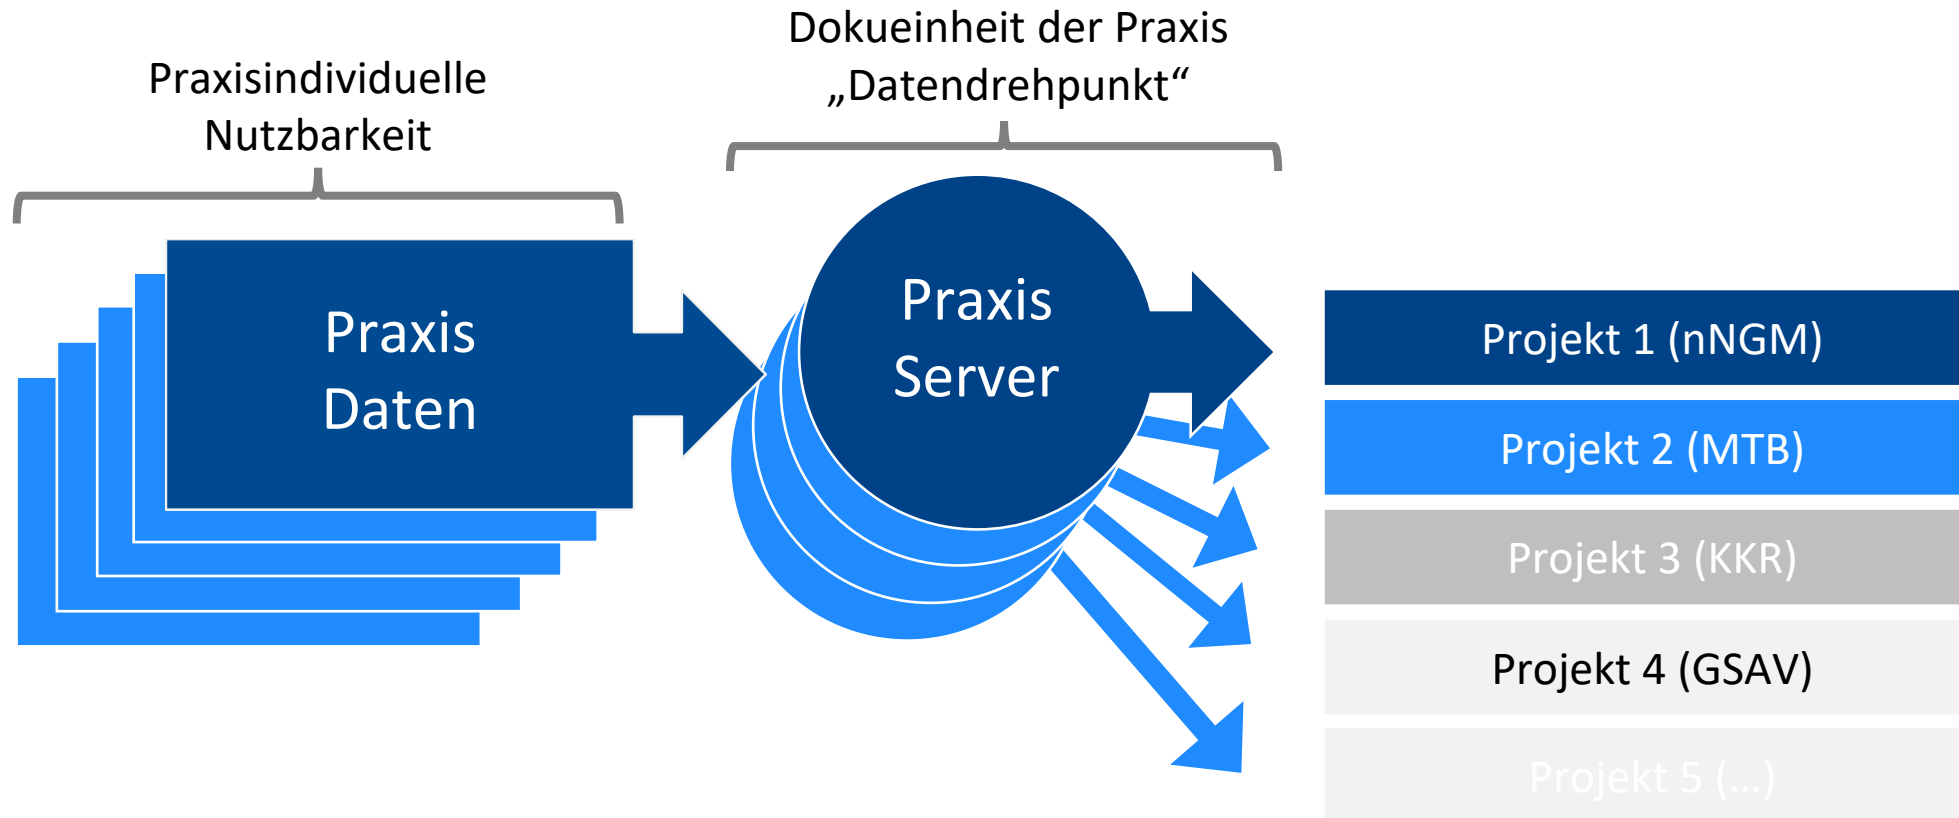 Praxisindividuelle
Nutzbarkeit
Dokueinheit der Praxis
„Datendrehpunkt“
Praxis
Daten
Praxis
Server
Projekt 1 (nNGM)
Projekt 2 (MTB)
Projekt 3 (KKR)
Projekt 4 (GSAV)
Projekt 5 (…)